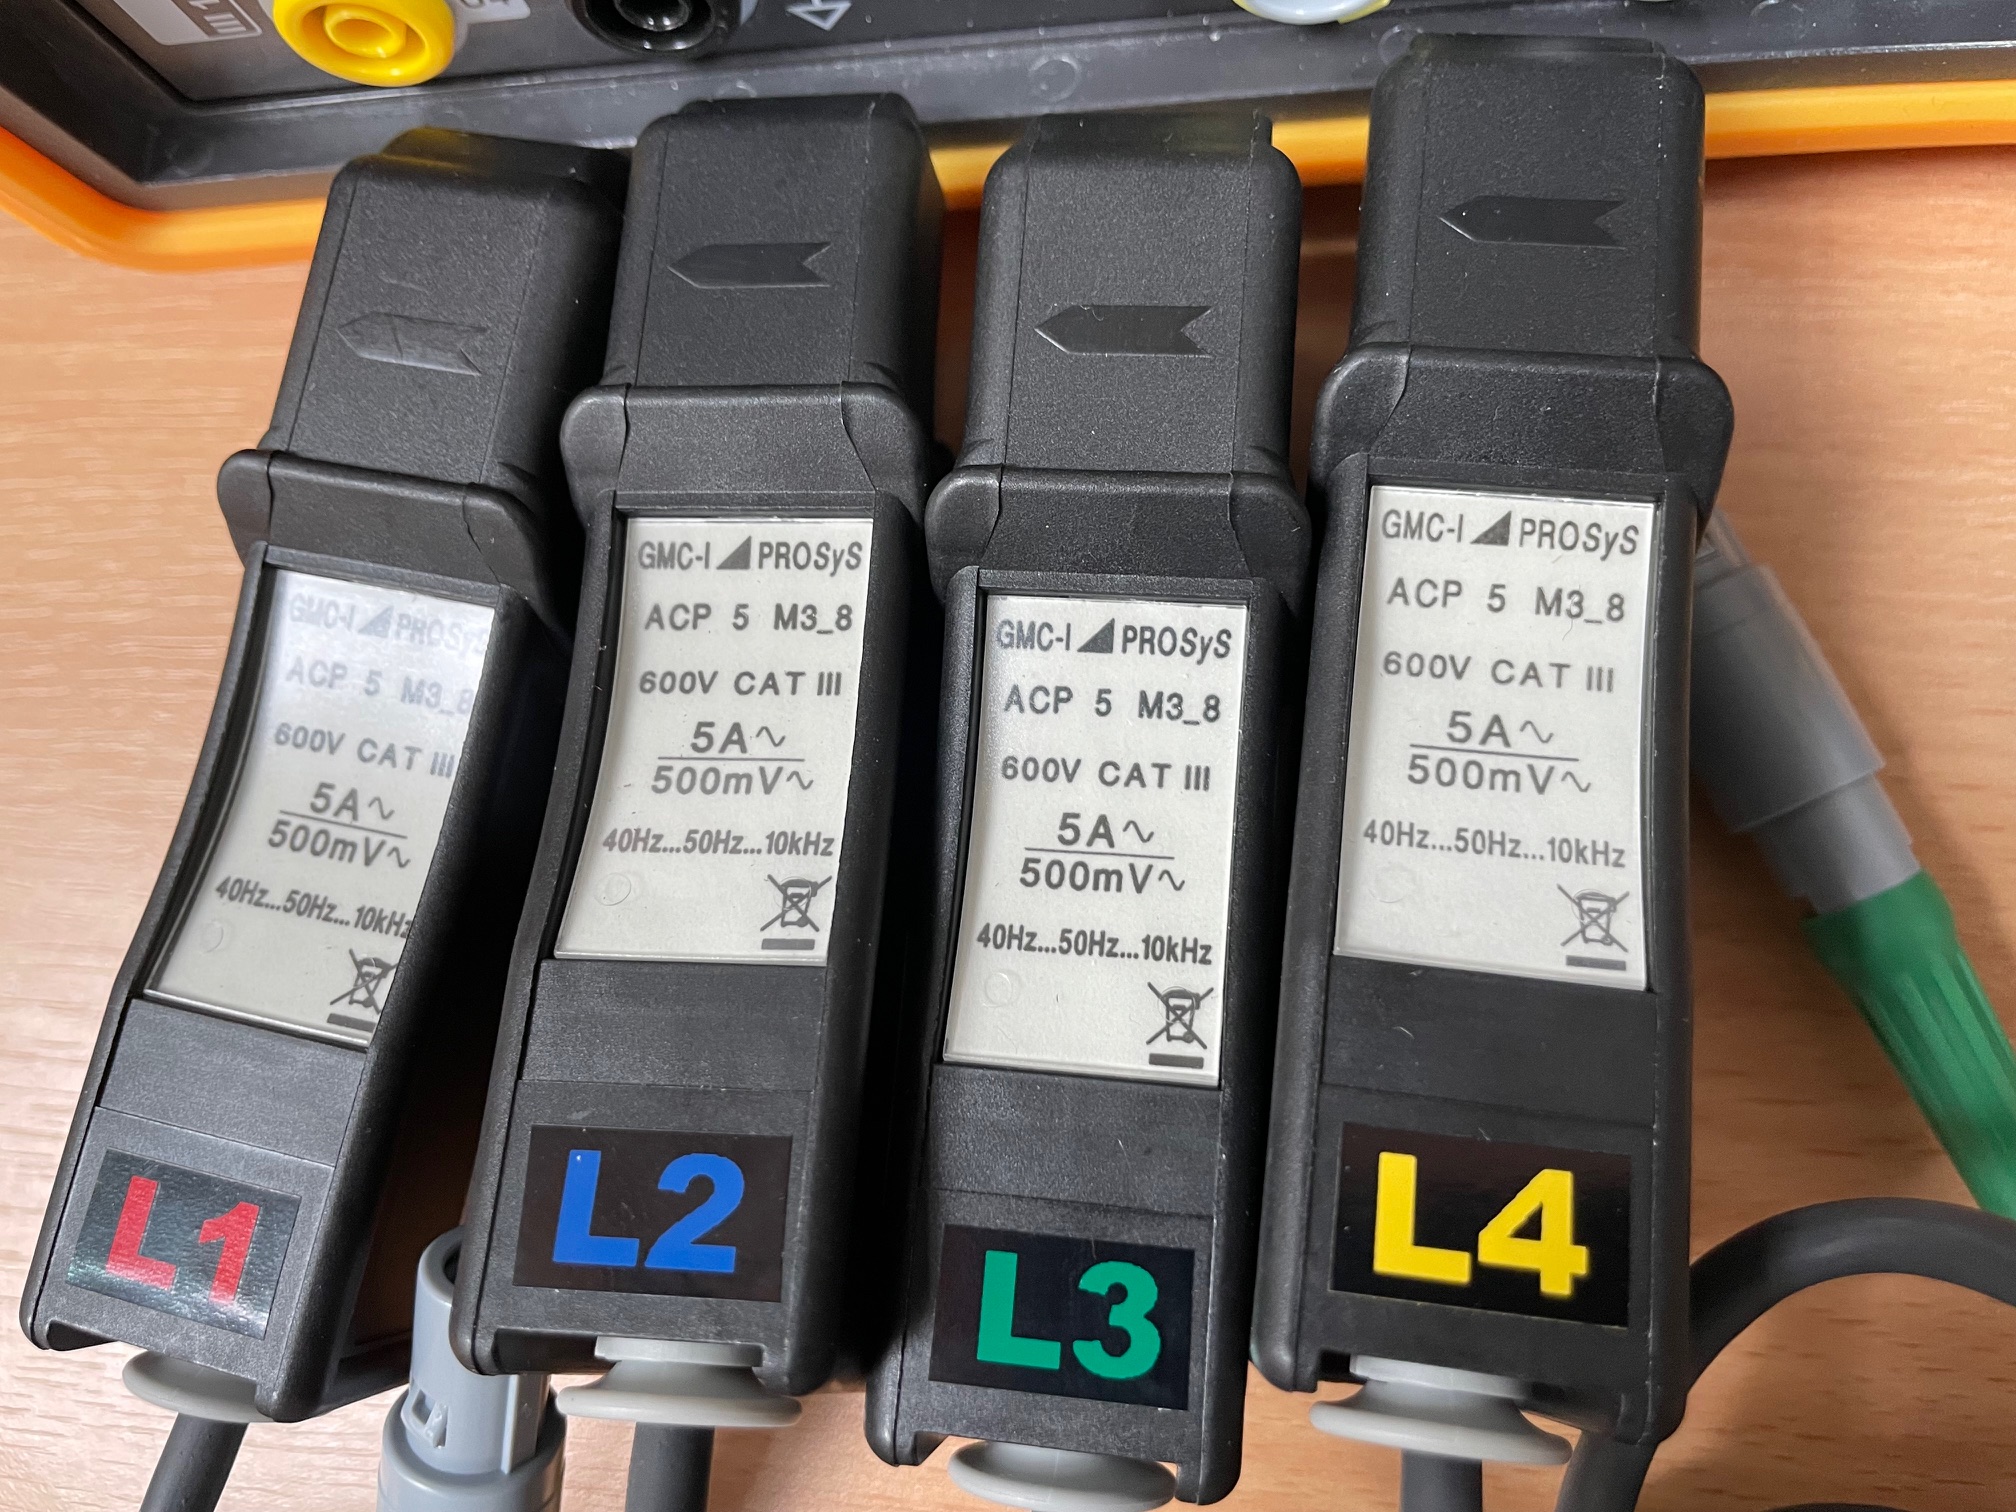 GMC-I PROSyS
ACP 5 M3_8
600V CAT III
5A∿
500mV∿
40Hz...50Hz...10kHz
L1
GMC-I PROSyS
ACP 5 M3_8
600V CAT III
5A∿
500mV∿
40Hz...50Hz...10kHz
L2
GMC-I PROSyS
ACP 5 M3_8
600V CAT III
5A∿
500mV∿
40Hz...50Hz...10kHz
L3
GMC-I PROSyS
ACP 5 M3_8
600V CAT III
5A∿
500mV∿
40Hz...50Hz...10kHz
L4